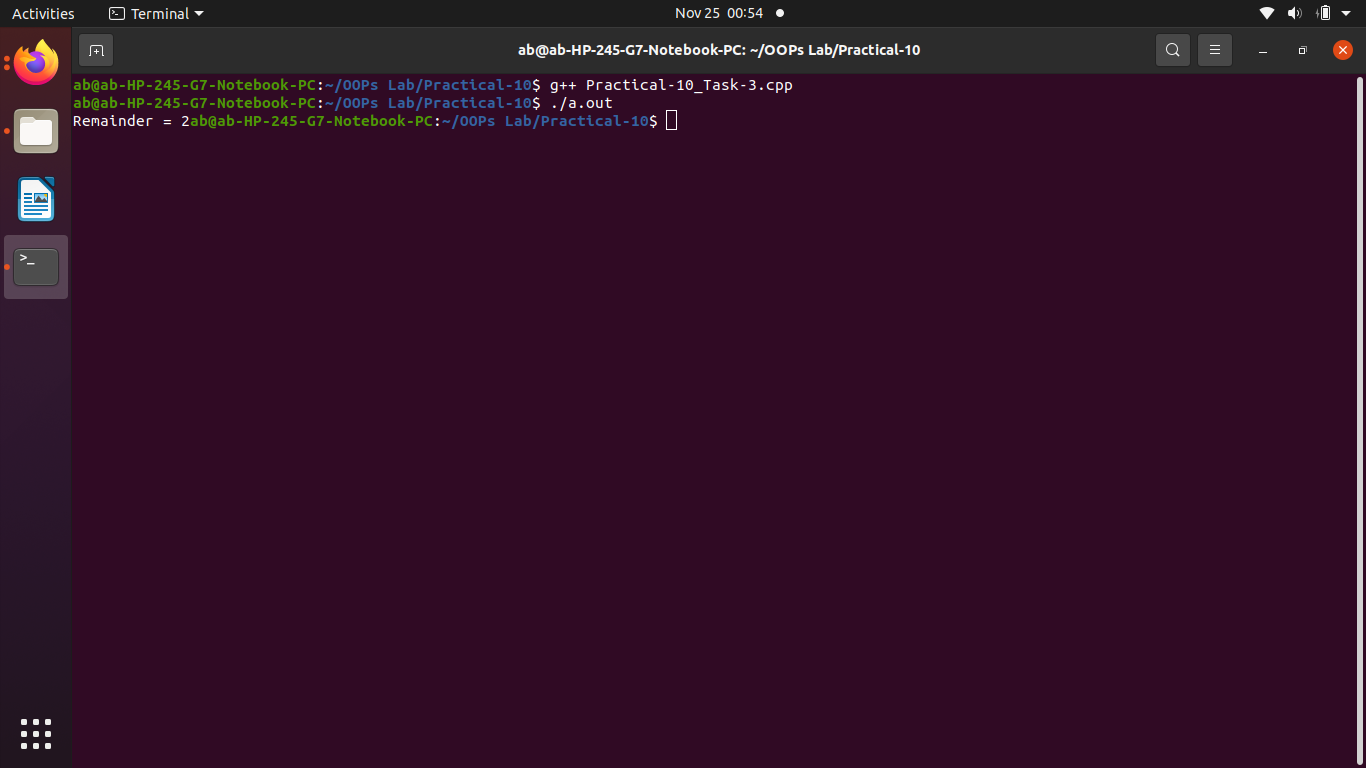 Activities
Terminal
Nov 25 00:54
ab@ab-HP-245-G7-Notebook-PC: ~/OOPs Lab/Practical-10
ab@ab-HP-245-G7-Notebook-PC:~/OOPs Lab/Practical-10$ g++ Practical-10_Task-3.cpp
ab@ab-HP-245-G7-Notebook-PC:~/OOPs Lab/Practical-10$ ./a.out
Remainder = 2ab@ab-HP-245-G7-Notebook-PC:~/OOPs Lab/Practical-10$